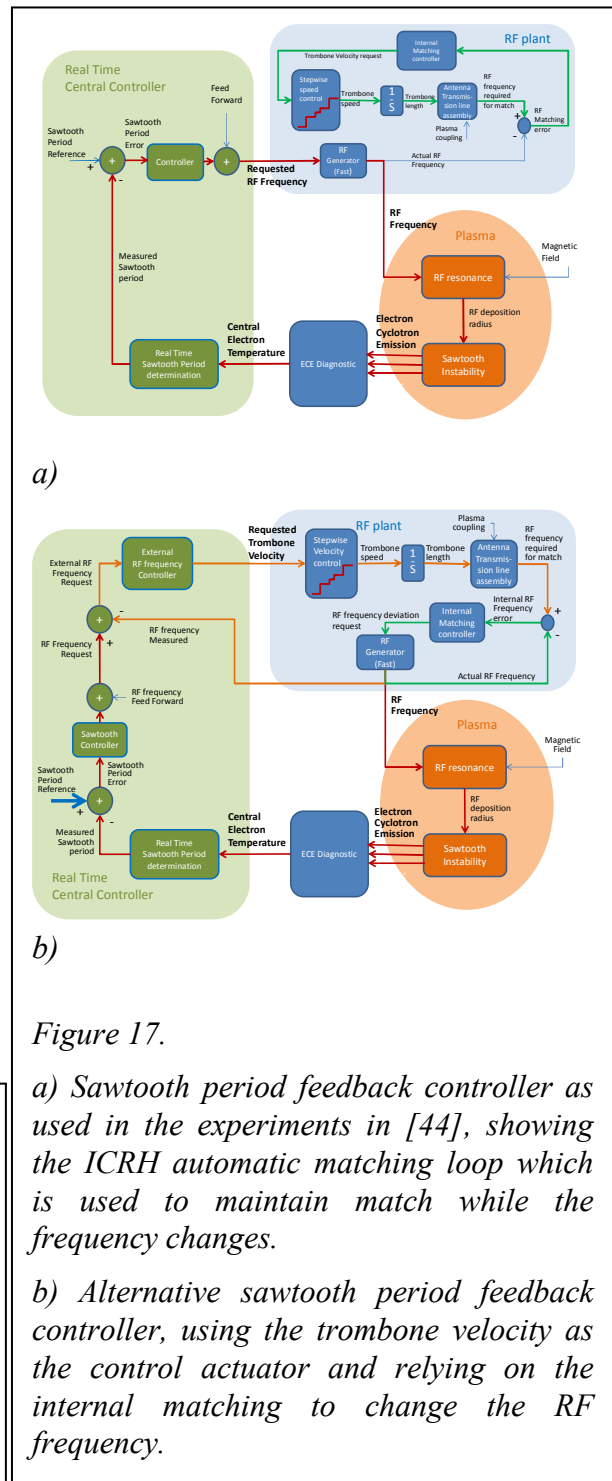 Real Time
Central Controller
Sawtooth
Period
Reference
+
-
Sawtooth
Period
Error
Controller
Feed
Forward
+
Requested
RF Frequency
Measured
Sawtooth
period
Real Time
Sawtooth Period
determination
Central
Electron
Temperature
ECE Diagnostic
Electron
Cyclotron
Emission
RF plant
Internal
Matching
controller
Trombone Velocity request
Stepwise
speed
control
Trombone
speed
1
-
S
Trombone
length
Antenna
Transmis-
sion line
assembly
Plasma
coupling
RF
frequency
required
for match
+
-
RF
Matching
error
RF
Generator
(Fast)
Actual RF
Frequency
RF
Frequency
Plasma
RF resonance
Magnetic
Field
RF deposition
radius
Sawtooth
Instability
a)
External
RF frequency
Controller
External RF
Frequency
Request
+
-
+
RF frequency
Measured
RF Frequency
Request
+
RF frequency
Feed Forward
Sawtooth
Controller
Sawtooth
Period
Error
Sawtooth
Period
Reference
+
+
-
Measured
Sawtooth
period
Real Time
Sawtooth Period
determination
Real Time
Central Controller
Requested
Trombone
Velocity
RF plant
Stepwise
Velocity
control
Trombone
speed
1
-
S
Trombone
length
Plasma
coupling
Antenna
Transmis-
sion line
assembly
RF
frequency
required
for match
+
-
Internal RF
Frequency
error
Internal
Matching
controller
RF frequency deviation
request
RF
Generator
(Fast)
Actual RF Frequency
RF
Frequency
Plasma
RF resonance
Magnetic
Field
RF
deposition
radius
Sawtooth
Instability
Electron
Cyclotron
Emission
ECE Diagnostic
Central
Electron
Temperature
b)
Figure 17.
a) Sawtooth period feedback controller as
used in the experiments in [44], showing
the ICRH automatic matching loop which
is used to maintain match while the
frequency changes.
b) Alternative sawtooth period feedback
controller, using the trombone velocity as
the control actuator and relying on the
internal matching to change the RF
frequency.